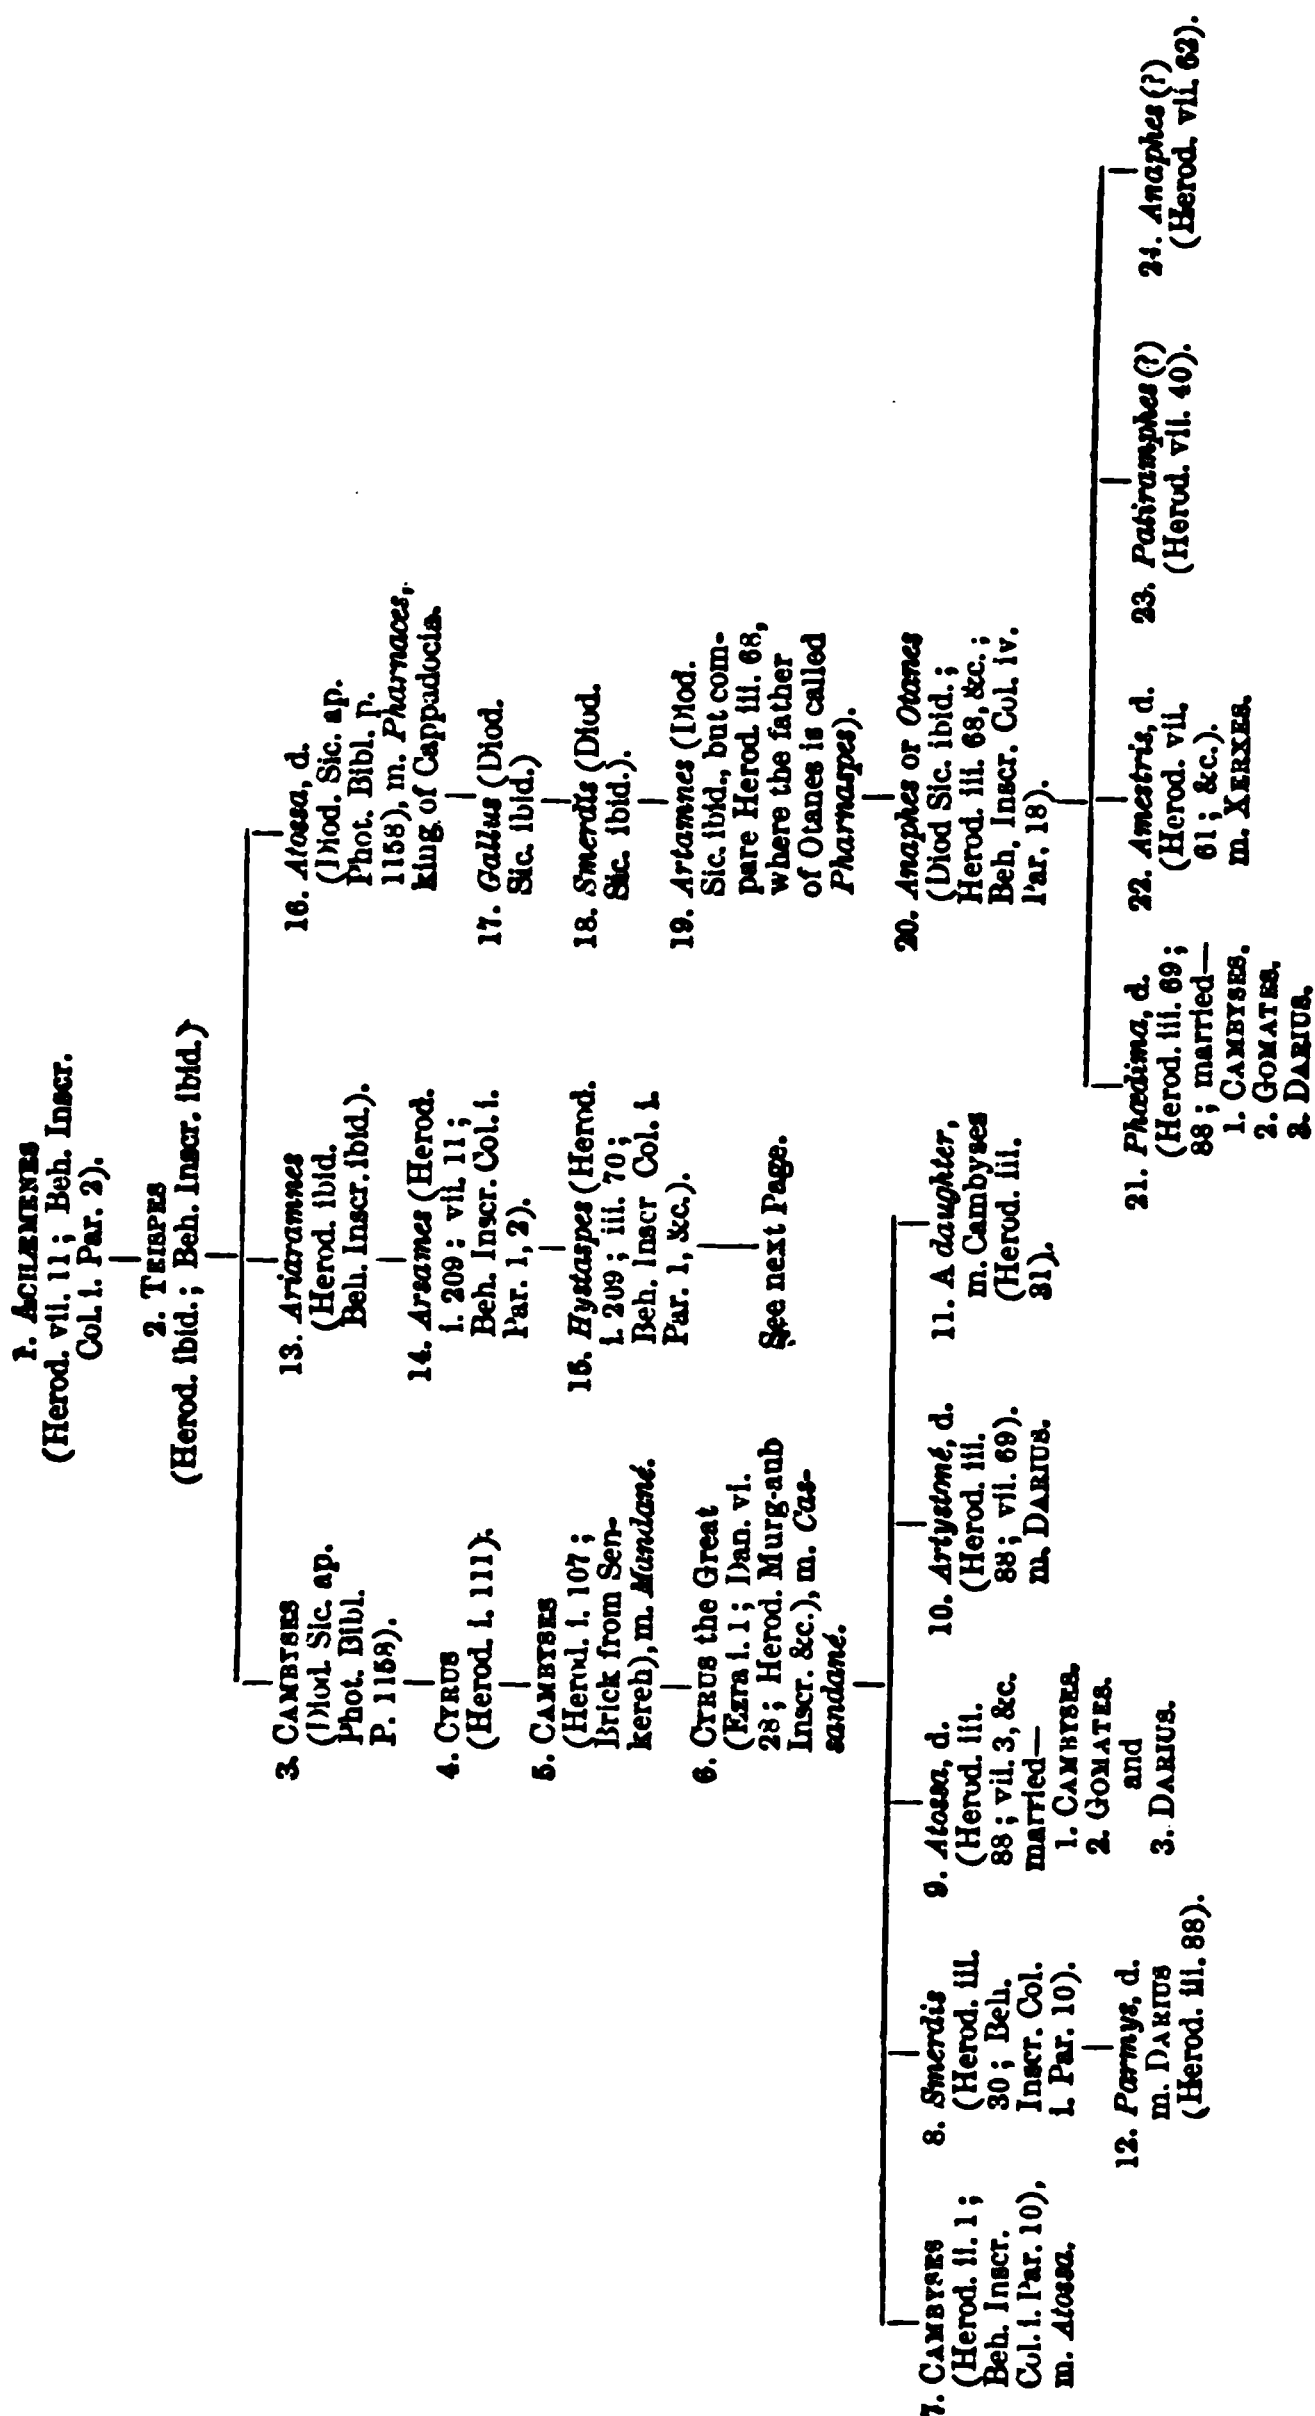 1. ACHÆMENES
(Herod. vii. 11; Beh. Inscr.
Col. i. Par. 2).
2. TEISPES
(Herod. ibid.; Beh. Inscr. ibid.)
3. CAMBYSES
(Diod. Sic. ap.
Phot. Bibl.
P. 1158).
4. CYRUS
(Herod. i. 111).
5. CAMBYSES
(Herod. i. 107;
Brick from Sen-
kereh), m. Mandané.
6. CYRUS the Great
(Ezra i. 1; Dan. vi.
28; Herod. Murg-aub
Inscr. &c.), m. Cas-
sandané.
7. CAMBYSES
(Herod. ii. 1;
Beh. Inscr.
Col. i. Par. 10),
m. Atossa.
8. Smerdis
(Herod. iii.
30; Beh.
Inscr. Col.
i. Par. 10).
12. Parmys, d.
m. DARIUS
(Herod. iii. 88).
9. Atossa, d.
(Herod. iii.
88; vii. 3, &c.
married—
1. CAMBYSES.
2. GOMATES.
and
3. DARIUS.
10. Artystoné, d.
(Herod. iii.
88; vii. 69).
m. DARIUS.
11. A daughter,
m. Cambyses
(Herod. iii.
31).
13. Ariaramnes
(Herod. ibid.
Beh. Inscr. ibid.).
14. Arsames (Herod.
i. 209; vii. 11;
Beh. Inscr. Col. i.
Par. 1, 2).
15. Hystaspes (Herod.
i. 209; iii. 70;
Beh. Inscr Col. i.
Par. 1, &c.).
See next Page.
16. Atossa, d.
(Diod. Sic. ap.
Phot. Bibl. p.
1158), m. Pharnaces,
king of Cappadocia.
17. Gallus (Diod.
Sic. ibid.)
18. Smerdis (Diod.
Sic. ibid.).
19. Artamnes (Diod.
Sic. ibid., but com-
pare Herod. iii. 68,
where the father
of Otanes is called
Pharnaspes).
20. Anaphes or Otanes
(Diod Sic. ibid.;
Herod. iii. 68, &c.;
Beh. Inscr. Col. iv.
Par. 18).
21. Phædima, d.
(Herod. iii. 69;
88; married—
1. CAMBYSES.
2. GOMATES.
3. DARIUS.
22. Amestris, d.
(Herod. vii.
61; &c.).
m. XERXES.
23. Patiramphes (?)
(Herod. vii. 40).
24. Anaphes (?)
(Herod. vii. 62).